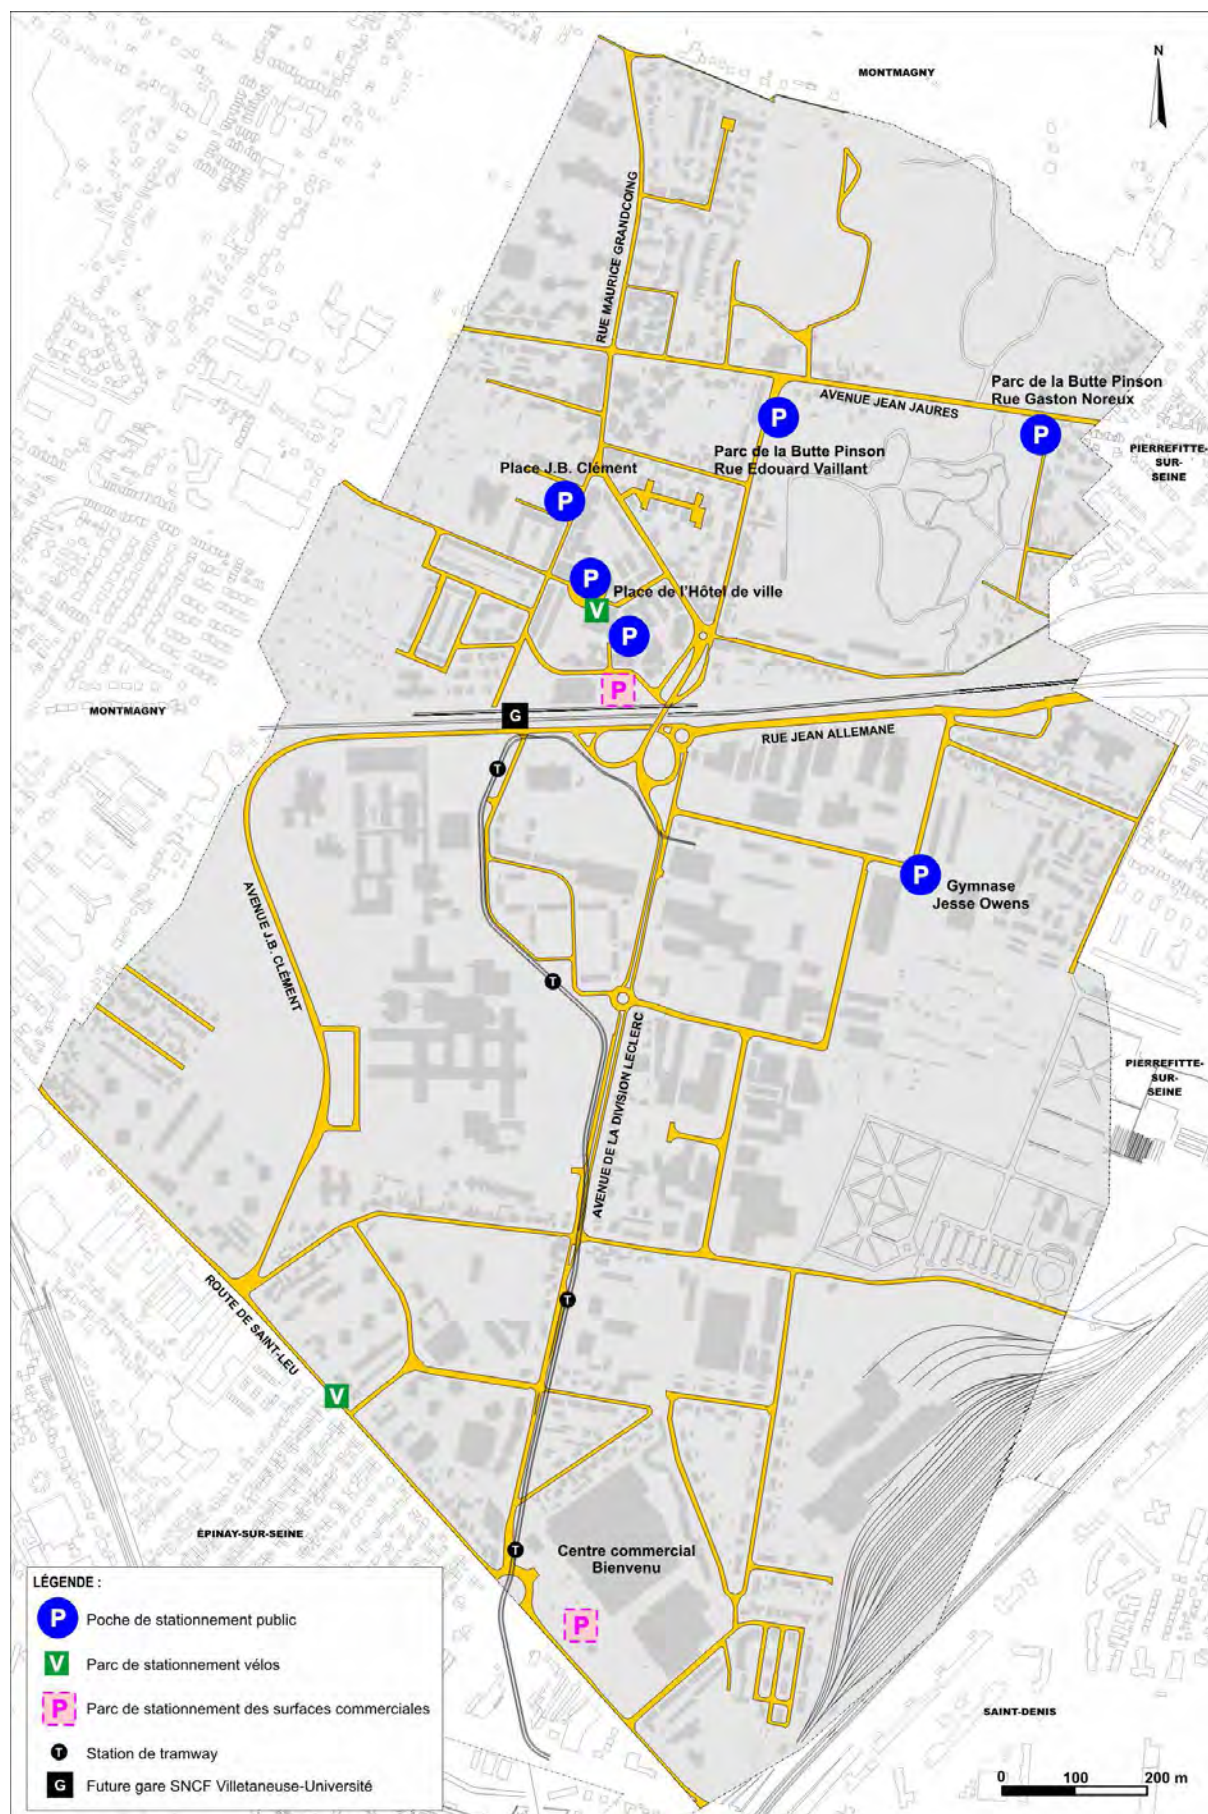 MONTMAGNY
N
RUE MAURICE GRANDCOING
Parc de la Butte Pinson
Rue Gaston Noreux
AVENUE JEAN JAURES
P
P
Parc de la Butte Pinson
Rue Edouard Vaillant
PIERREFITTE-
SUR-
SEINE
Place J.B. Clément
P
P
Place de l'Hôtel de ville
V
P
P
MONTMAGNY
G
RUE JEAN ALLEMANE
T
P
Gymnase
Jesse Owens
AVENUE J.B. CLÉMENT
T
AVENUE DE LA DIVISION LECLERC
PIERREFITTE-
SUR-
SEINE
ROUTE DE SAINT-LEU
T
V
ÉPINAY-SUR-SEINE
T
Centre commercial
Bienvenu
P
LÉGENDE :
P Poche de stationnement public
V Parc de stationnement vélos
P Parc de stationnement des surfaces commerciales
T Station de tramway
G Future gare SNCF Villetaneuse-Université
SAINT-DENIS
0 100 200 m